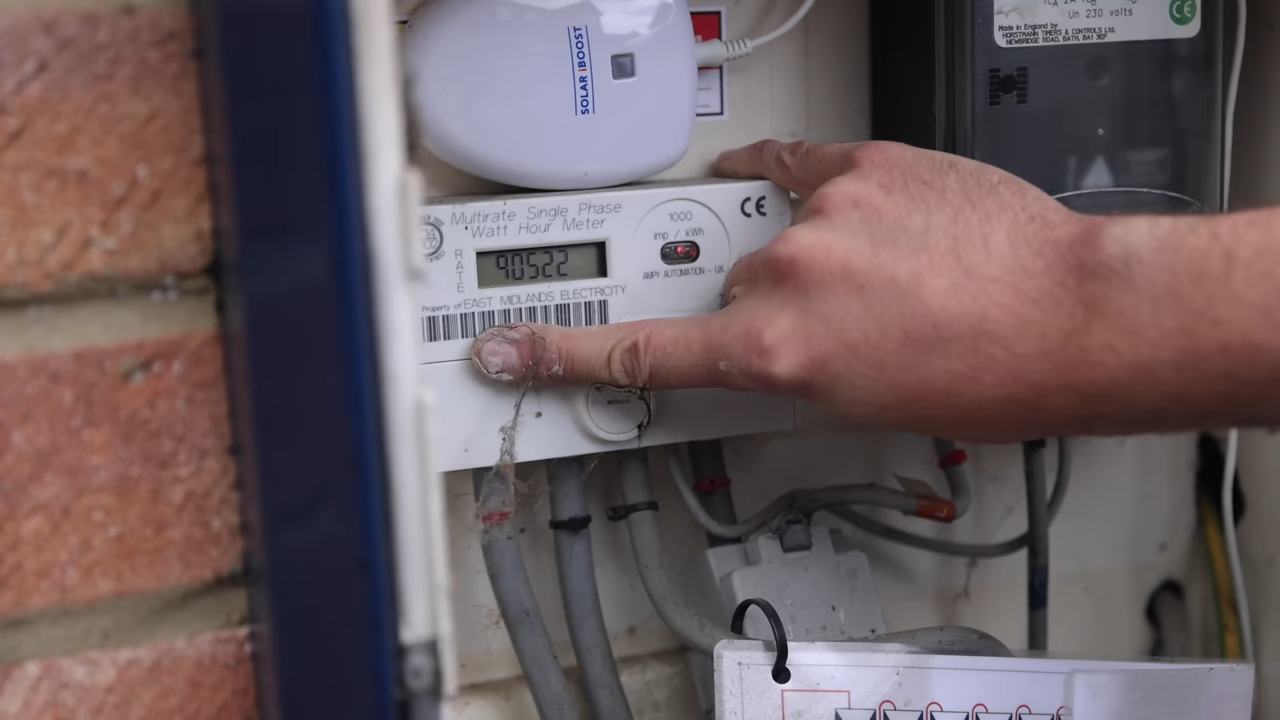 Un 230 volts
Made in England by
HORSTMANN TIMERS & CONTROLS Ltd.
NEWBRIDGE ROAD, BATH, BA1 3EF
CE
SOLAR iBOOST
Multirate Single Phase
Watt Hour Meter
RATE
90522
1000
imp / kWh
AMPY AUTOMATION - UK
CE
Property of EAST MIDLANDS ELECTRICITY